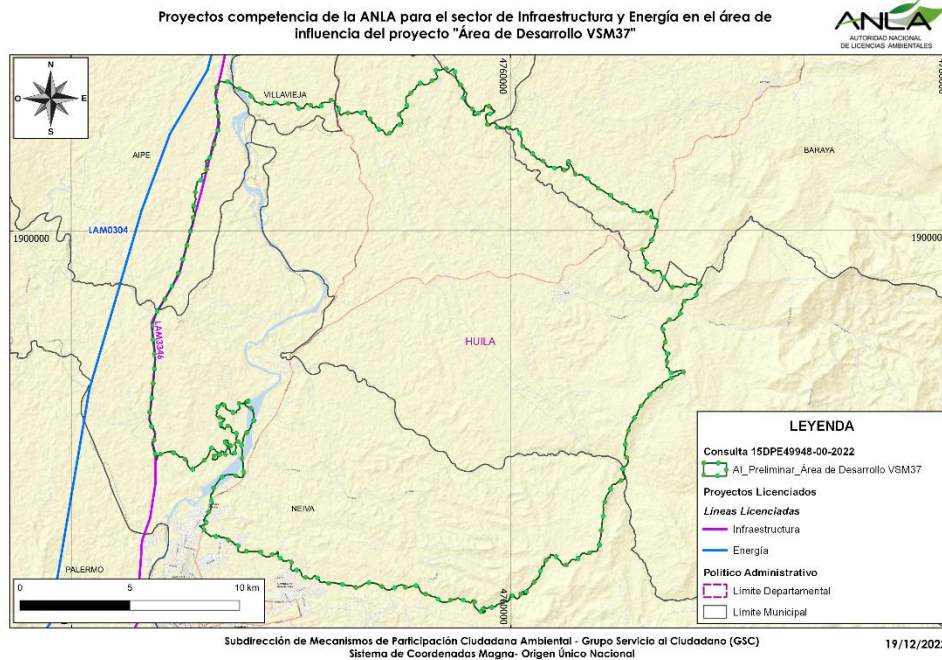 Proyectos competencia de la ANLA para el sector de Infraestructura y Energía en el área de
influencia del proyecto "Área de Desarrollo VSM37"
ANLA
AUTORIDAD NACIONAL
DE LICENCIAS AMBIENTALES
N
O
E
S
VILLAVIEJA
4760000
AIPE
BARAYA
LAM0304
1900000
LAM3346
HUILA
NEIVA
PALERMO
4760000
0
5
10 km
LEYENDA
Consulta 15DPE49948-00-2022
AI_Preliminar_Área de Desarrollo VSM37
Proyectos Licenciados
Líneas Licenciadas
Infraestructura
Energía
Político Administrativo
Límite Departamental
Límite Municipal
Subdirección de Mecanismos de Participación Ciudadana Ambiental - Grupo Servicio al Ciudadano (GSC)
Sistema de Coordenadas Magna- Origen Único Nacional